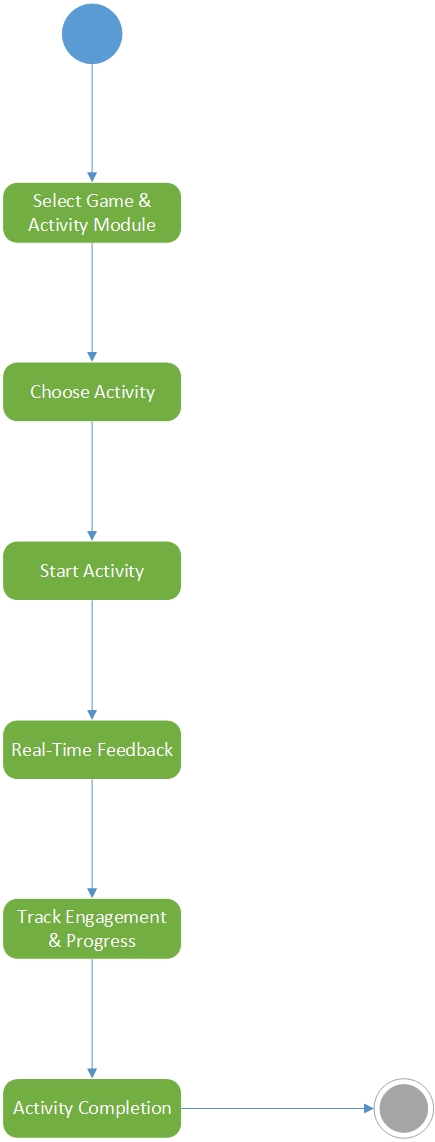 Select Game &
Activity Module
Choose Activity
Start Activity
Real-Time Feedback
Track Engagement
& Progress
Activity Completion